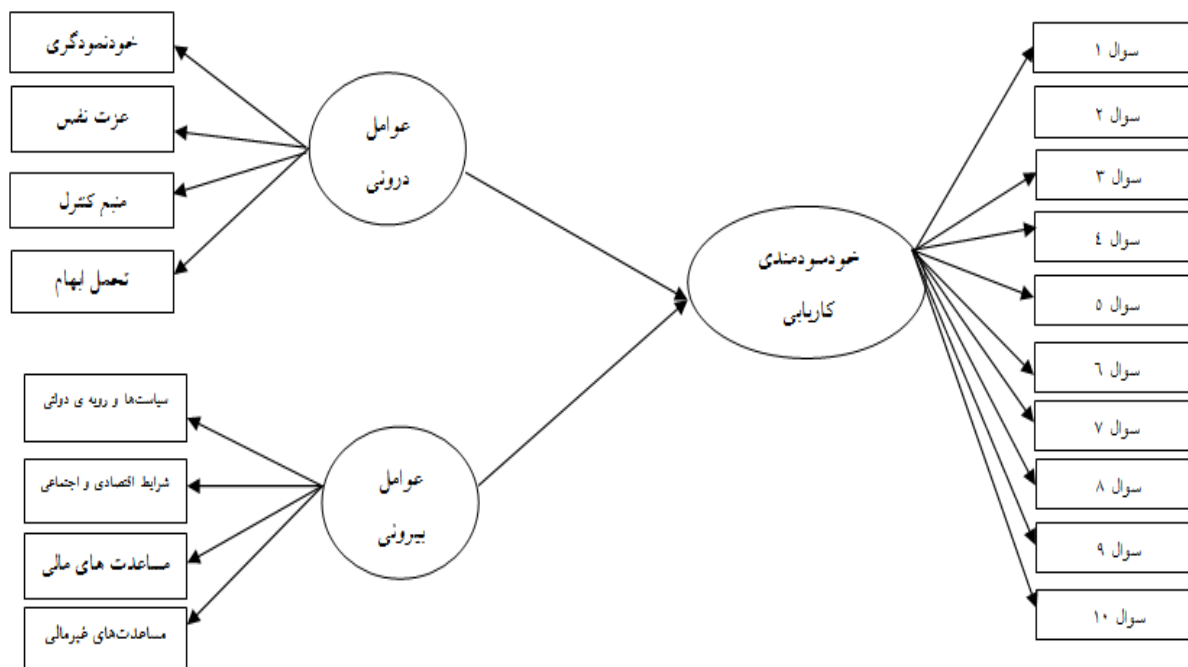 خودنمودگری
عزت نفس
منبع کنترل
تحمل ابهام
عوامل
درونی
سیاست‌ها و رویه ی دولتی
شرایط اقتصادی و اجتماعی
مساعدت های مالی
مساعدت‌های غیرمالی
عوامل
بیرونی
خودسودمندی
کاریابی
سوال ۱
سوال ۲
سوال ۳
سوال ٤
سوال ٥
سوال ٦
سوال ۷
سوال ۸
سوال ۹
سوال ۱۰